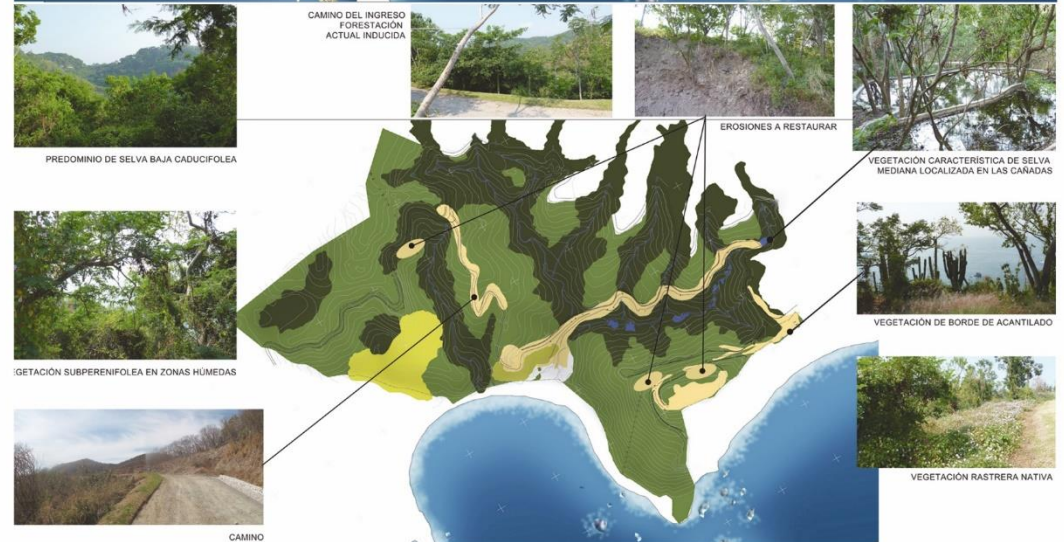 CAMINO DEL INGRESO
FORESTACIÓN
ACTUAL INDUCIDA
PREDOMINIO DE SELVA BAJA CADUCIFOLEA
EROSIONES A RESTAURAR
VEGETACIÓN CARACTERÍSTICA DE SELVA
MEDIANA LOCALIZADA EN LAS CAÑADAS
EGETACIÓN SUBPERENIFOLEA EN ZONAS HÚMEDAS
VEGETACIÓN DE BORDE DE ACANTILADO
VEGETACIÓN RASTRERA NATIVA
CAMINO